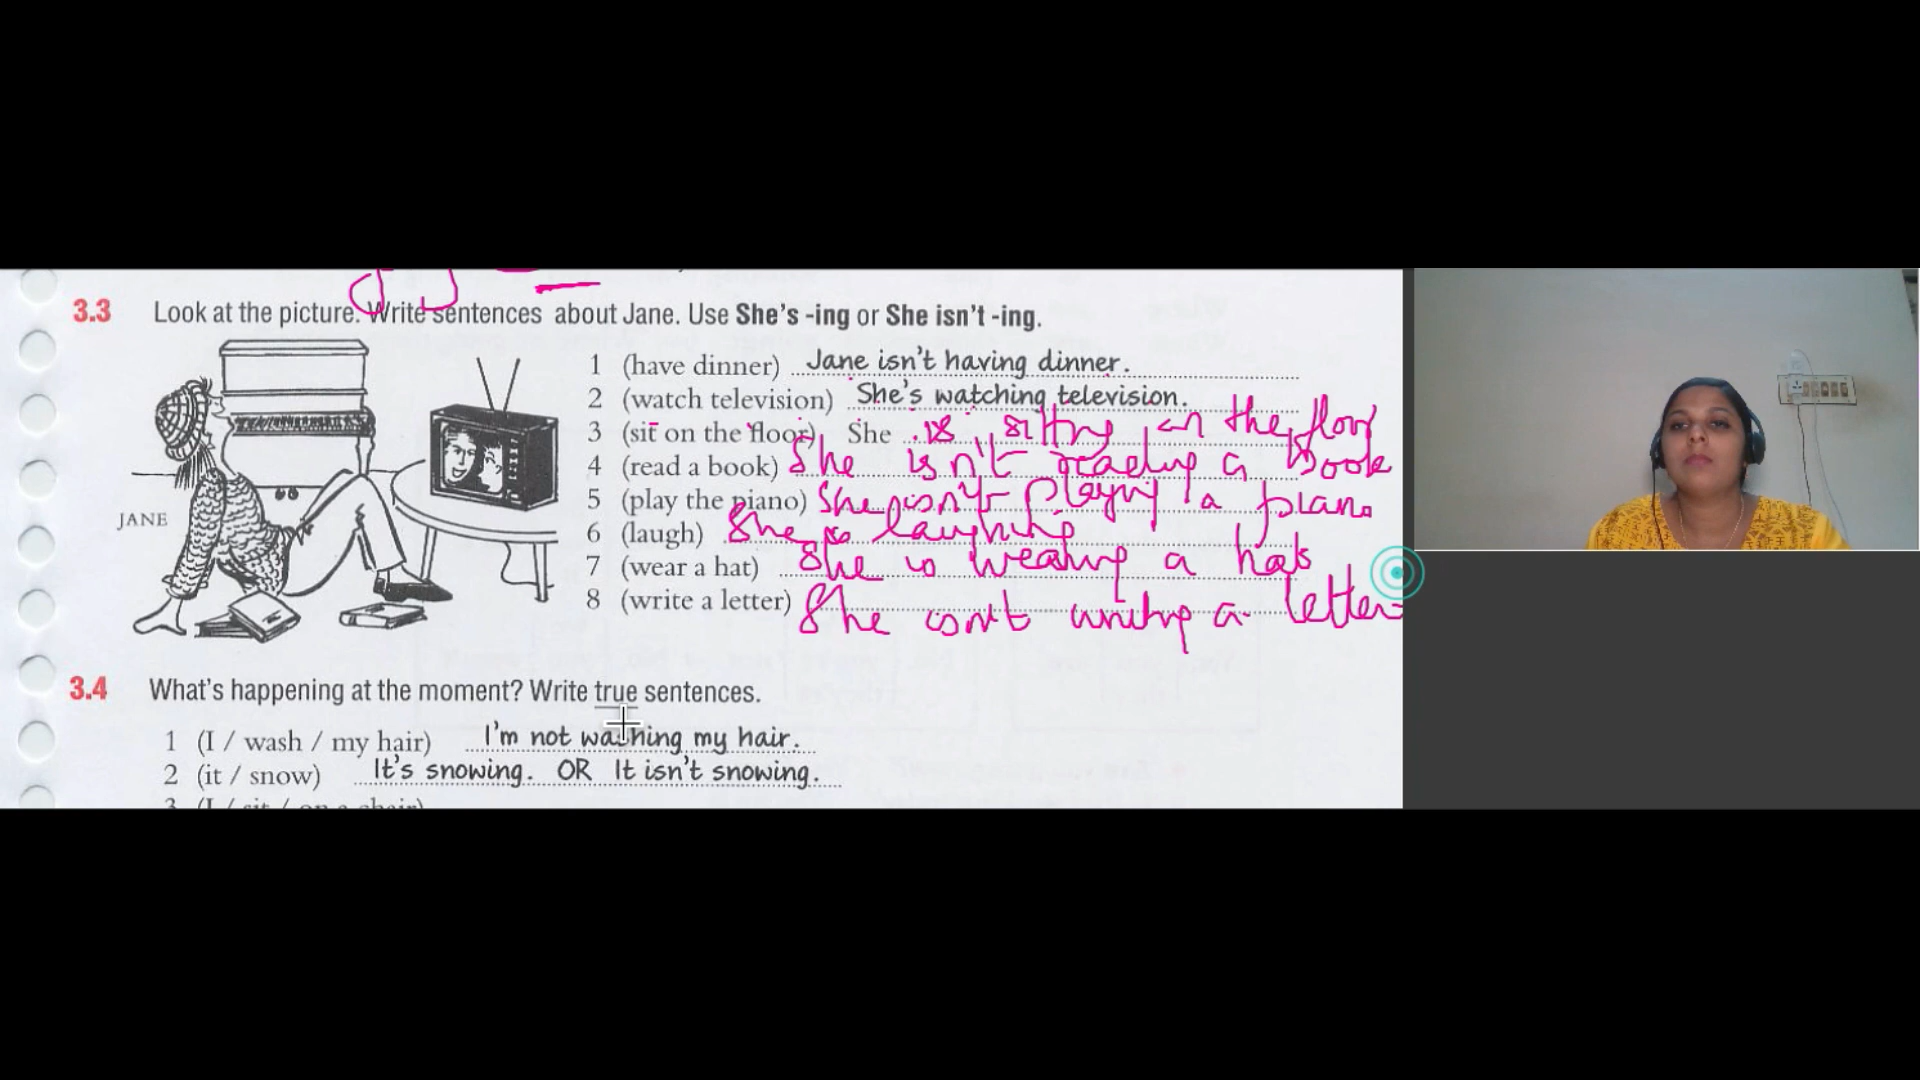 3.3 Look at the picture. Write sentences about Jane. Use She's -ing or She isn't -ing.
JANE
1 (have dinner) Jane isn't having dinner.
2 (watch television) She's watching television.
3 (sit on the floor) She is sitting on the floor
4 (read a book) She isn't reading a book
5 (play the piano) She isn't playing a piano
6 (laugh) She is laughing
7 (wear a hat) She is wearing a hat
8 (write a letter) She isn't writing a letter
3.4 What's happening at the moment? Write true sentences.
1 (I / wash / my hair) I'm not washing my hair.
2 (it / snow) It's snowing. OR It isn't snowing.
3 (I / sit / on a chair)